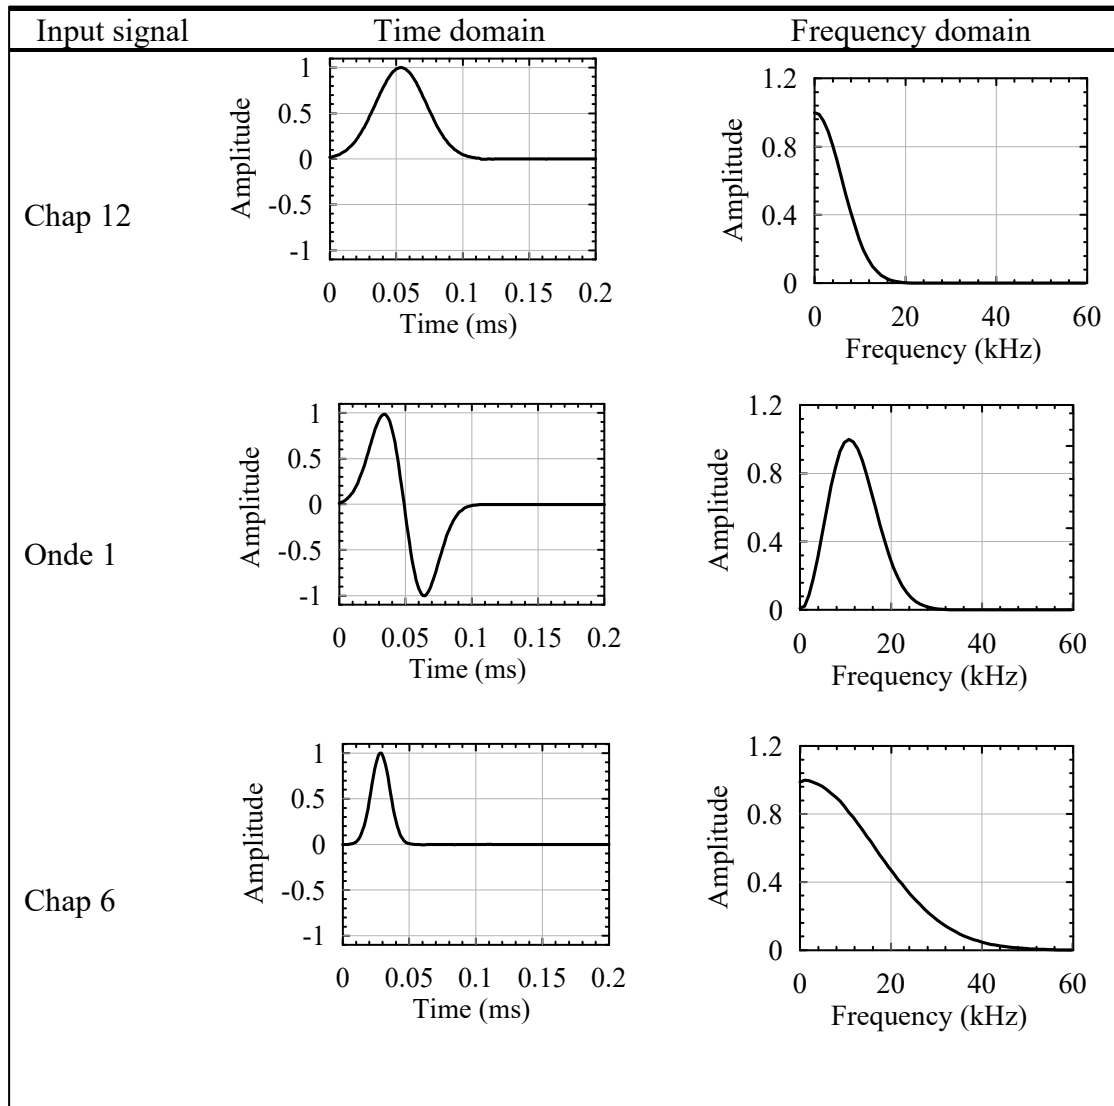 Input signal Time domain Frequency domain
Chap 12
Amplitude
1
0.5
0
-0.5
-1
0 0.05 0.1 0.15 0.2
Time (ms)
Amplitude
1.2
0.8
0.4
0
0 20 40 60
Frequency (kHz)
Onde 1
Amplitude
1
0.5
0
-0.5
-1
0 0.05 0.1 0.15 0.2
Time (ms)
Amplitude
1.2
0.8
0.4
0
0 20 40 60
Frequency (kHz)
Chap 6
Amplitude
1
0.5
0
-0.5
-1
0 0.05 0.1 0.15 0.2
Time (ms)
Amplitude
1.2
0.8
0.4
0
0 20 40 60
Frequency (kHz)